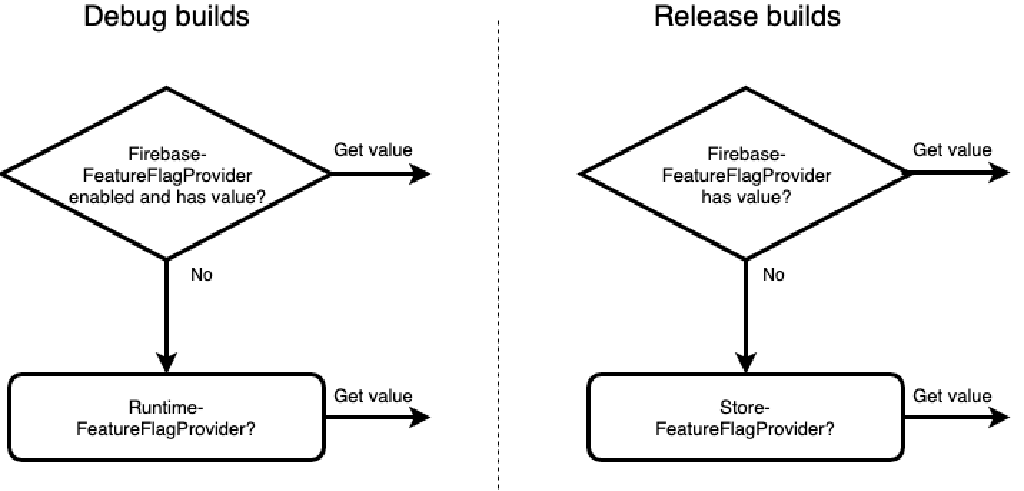 Debug builds
Firebase-
FeatureFlagProvider
enabled and has value?
Get value
No
Runtime-
FeatureFlagProvider?
Get value
Release builds
Firebase-
FeatureFlagProvider
has value?
Get value
No
Store-
FeatureFlagProvider?
Get value